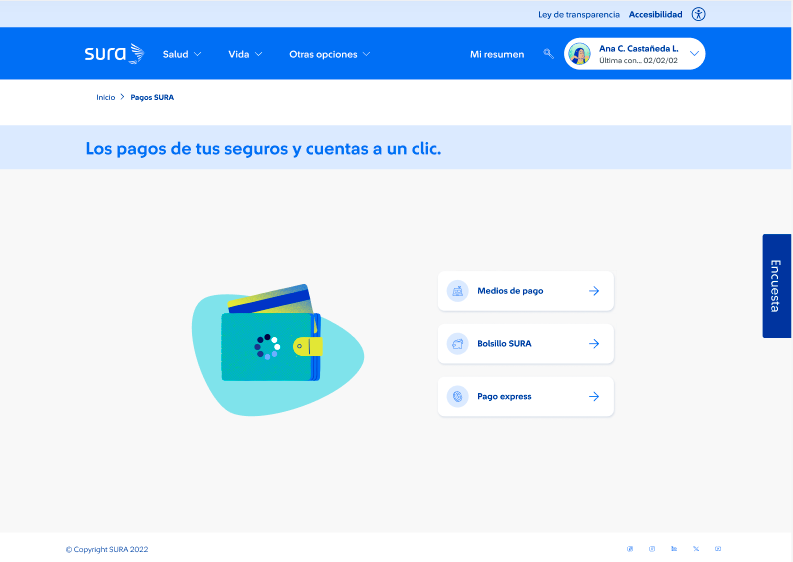 Ley de transparencia Accesibilidad
sura Salud Vida Otras opciones Mi resumen
Ana C. Castañeda L.
Última con... 02/02/02
Inicio > Pagos SURA
Los pagos de tus seguros y cuentas a un clic.
Medios de pago
Bolsillo SURA
Pago express
Encuesta
© Copyright SURA 2022